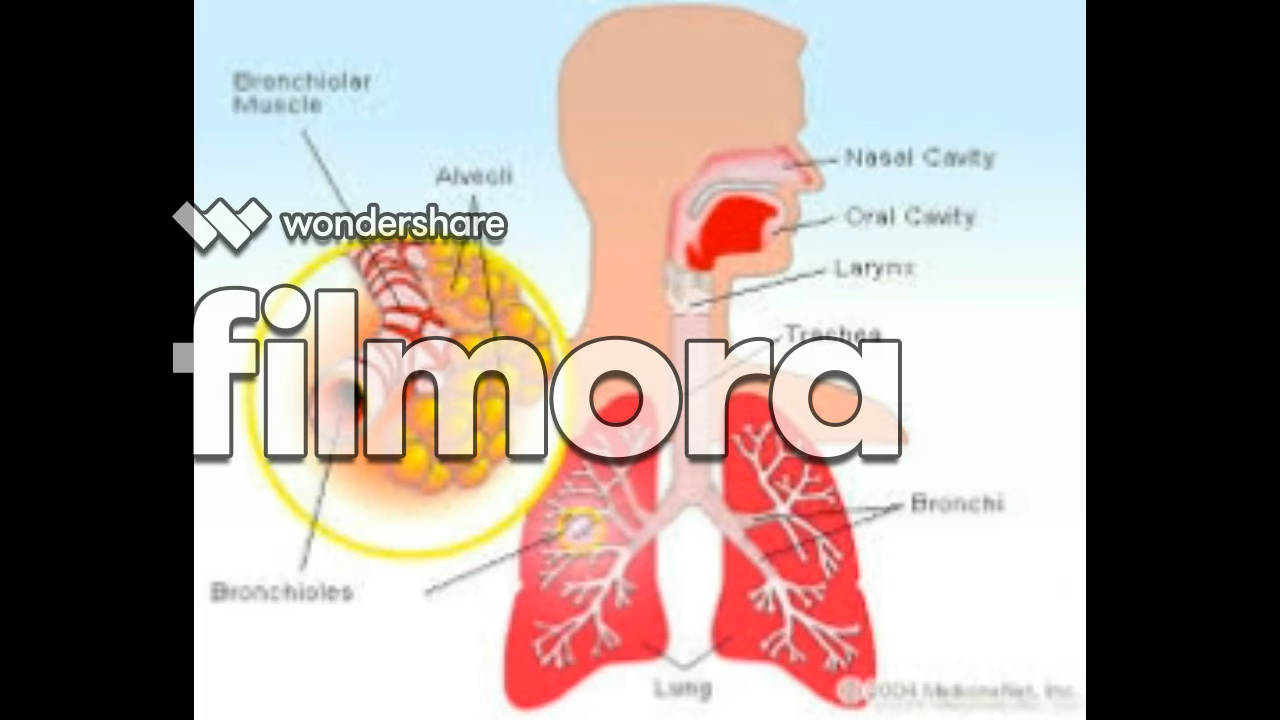 Bronchiolar
Muscle
Alveoli
wondershare
filmora
Nasal Cavity
Oral Cavity
Larynx
Trachea
Bronchi
Bronchioles
Lung
© 2004 MedicineNet, Inc.